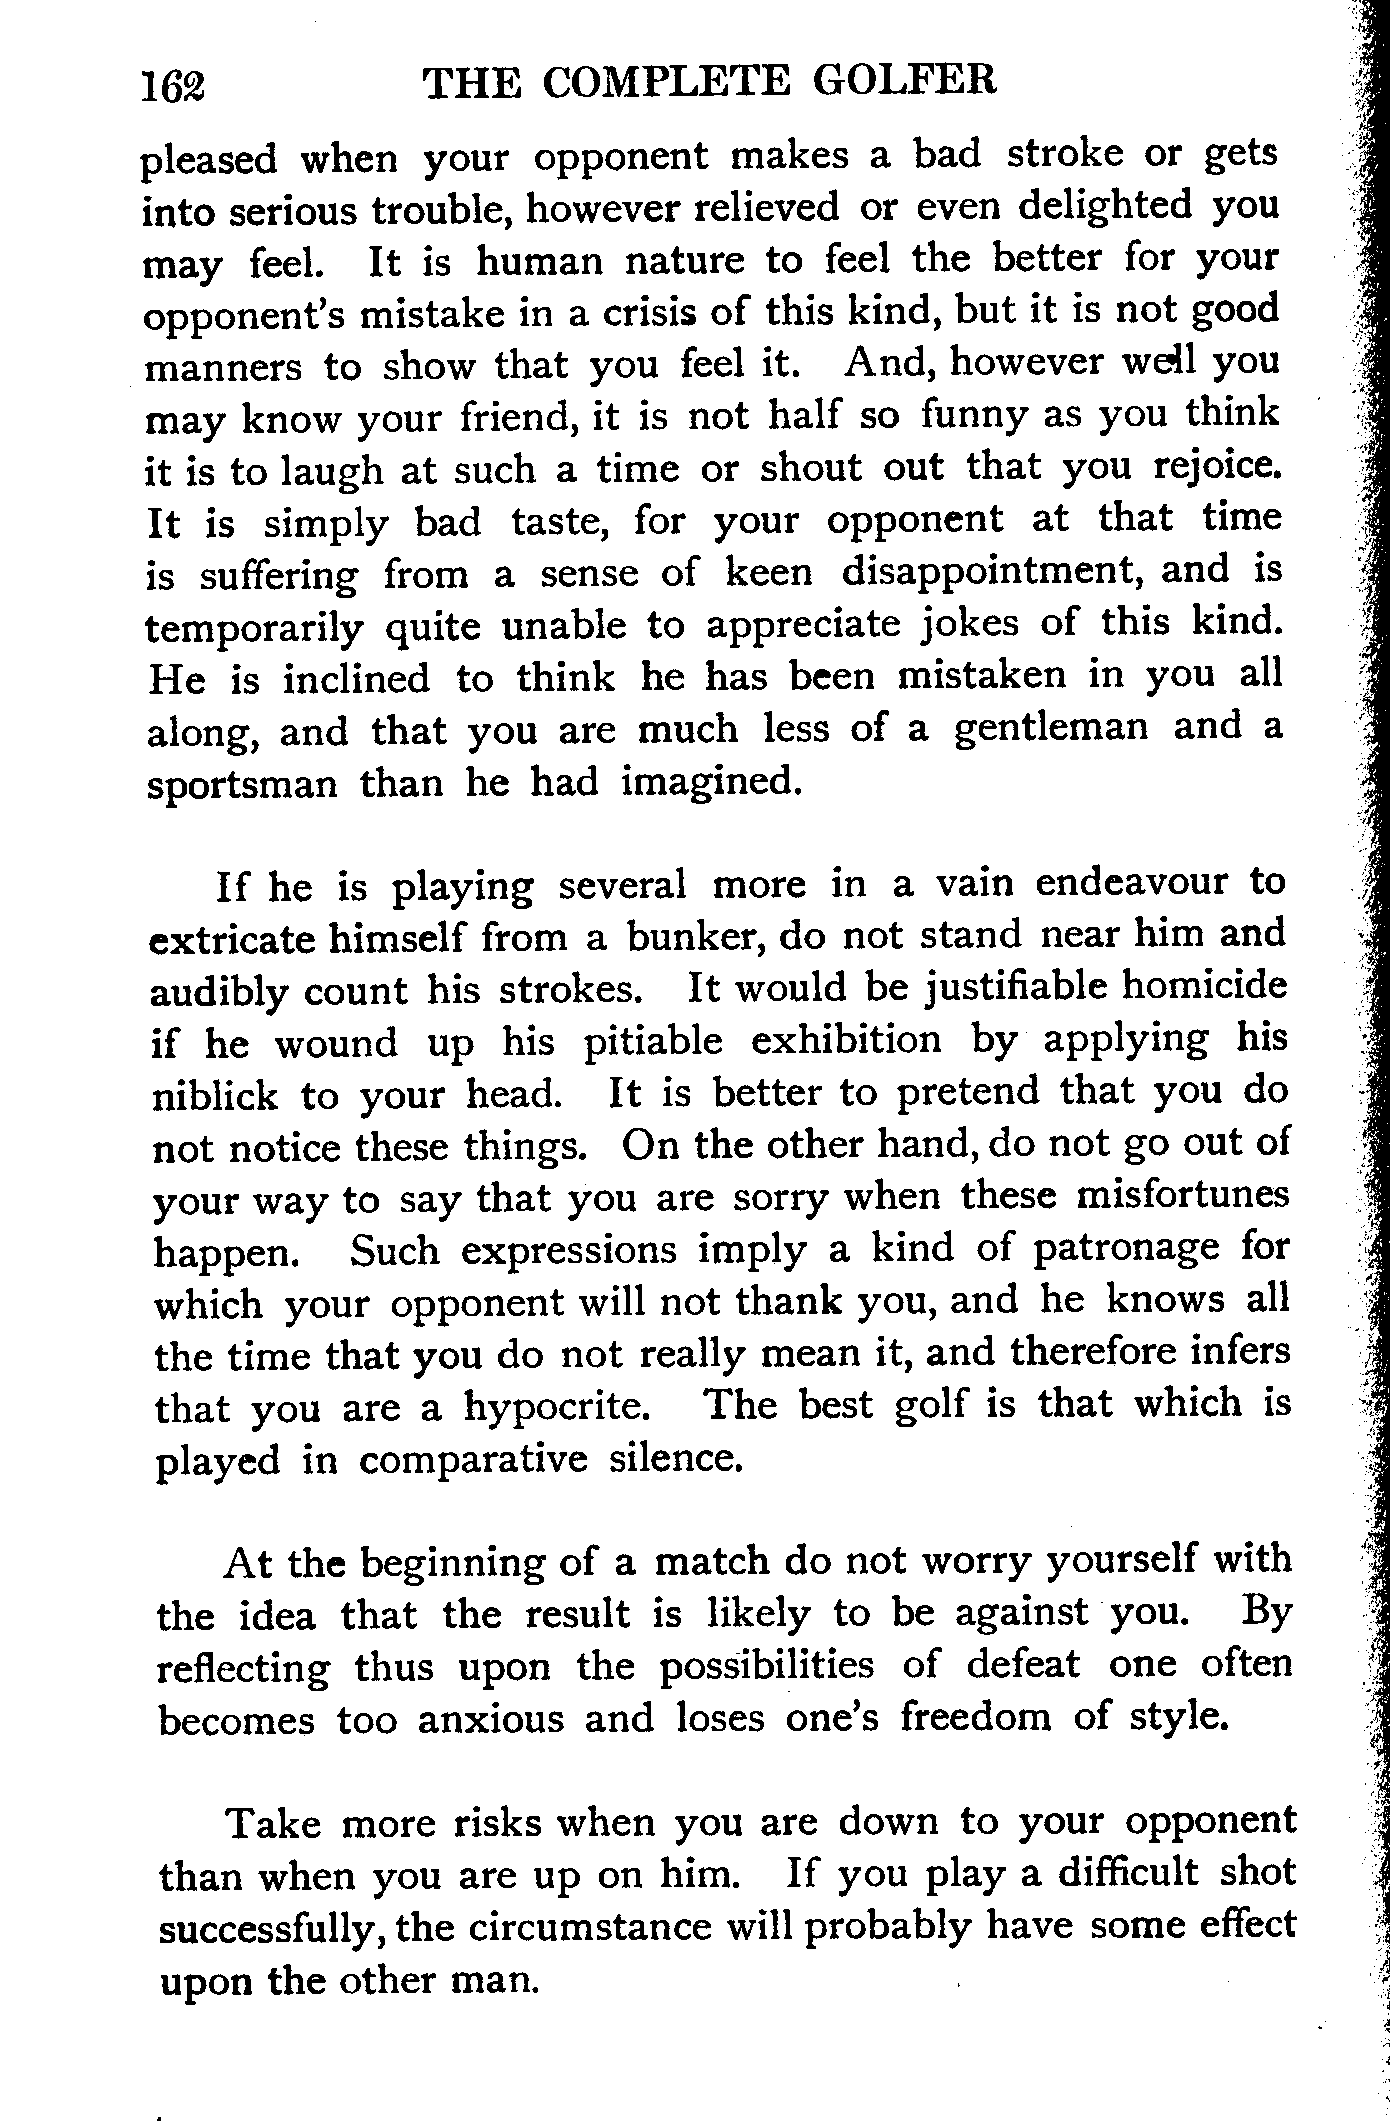 162 THE COMPLETE GOLFER
pleased when your opponent makes a bad stroke or gets
into serious trouble, however relieved or even delighted you
may feel. It is human nature to feel the better for your
opponent's mistake in a crisis of this kind, but it is not good
manners to show that you feel it. And, however well you
may know your friend, it is not half so funny as you think
it is to laugh at such a time or shout out that you rejoice.
It is simply bad taste, for your opponent at that time
is suffering from a sense of keen disappointment, and is
temporarily quite unable to appreciate jokes of this kind.
He is inclined to think he has been mistaken in you all
along, and that you are much less of a gentleman and a
sportsman than he had imagined.
If he is playing several more in a vain endeavour to
extricate himself from a bunker, do not stand near him and
audibly count his strokes. It would be justifiable homicide
if he wound up his pitiable exhibition by applying his
niblick to your head. It is better to pretend that you do
not notice these things. On the other hand, do not go out of
your way to say that you are sorry when these misfortunes
happen. Such expressions imply a kind of patronage for
which your opponent will not thank you, and he knows all
the time that you do not really mean it, and therefore infers
that you are a hypocrite. The best golf is that which is
played in comparative silence.
At the beginning of a match do not worry yourself with
the idea that the result is likely to be against you. By
reflecting thus upon the possibilities of defeat one often
becomes too anxious and loses one's freedom of style.
Take more risks when you are down to your opponent
than when you are up on him. If you play a difficult shot
successfully, the circumstance will probably have some effect
upon the other man.